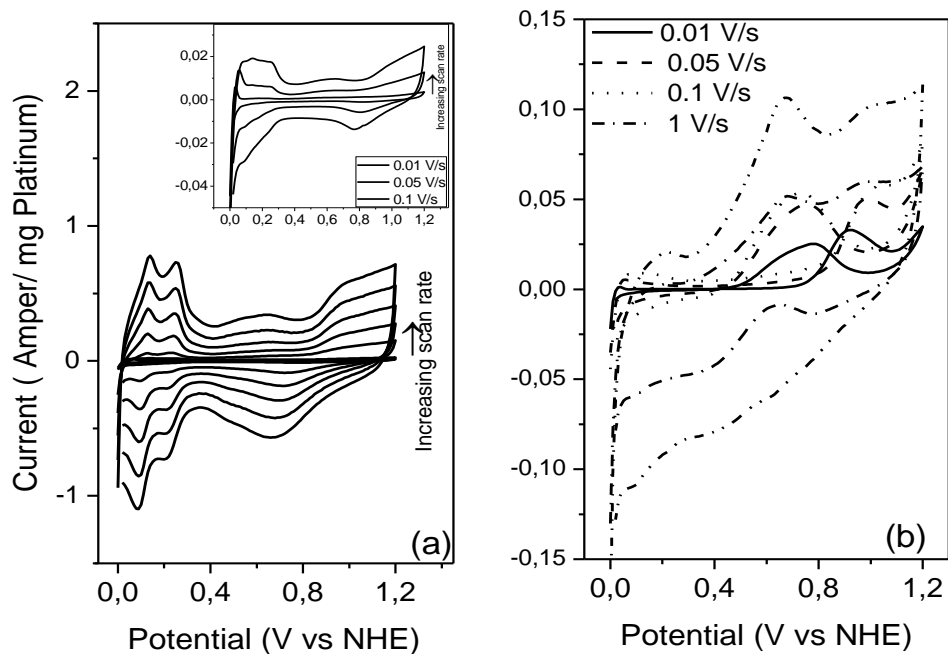 Current ( Amper/ mg Platinum)
2
1
0
-1
0,0 0,4 0,8 1,2
Potential (V vs NHE)
(a)
Increasing scan rate
0,02
0,00
-0,02
-0,04
0,0 0,2 0,4 0,6 0,8 1,0 1,2
Increasing scan rate
0.01 V/s
0.05 V/s
0.1 V/s
b)
0,15
0,10
0,05
0,00
-0,05
-0,10
-0,15
0,0 0,4 0,8 1,2
Potential (V vs NHE)
0.01 V/s
0.05 V/s
0.1 V/s
1 V/s
(b)